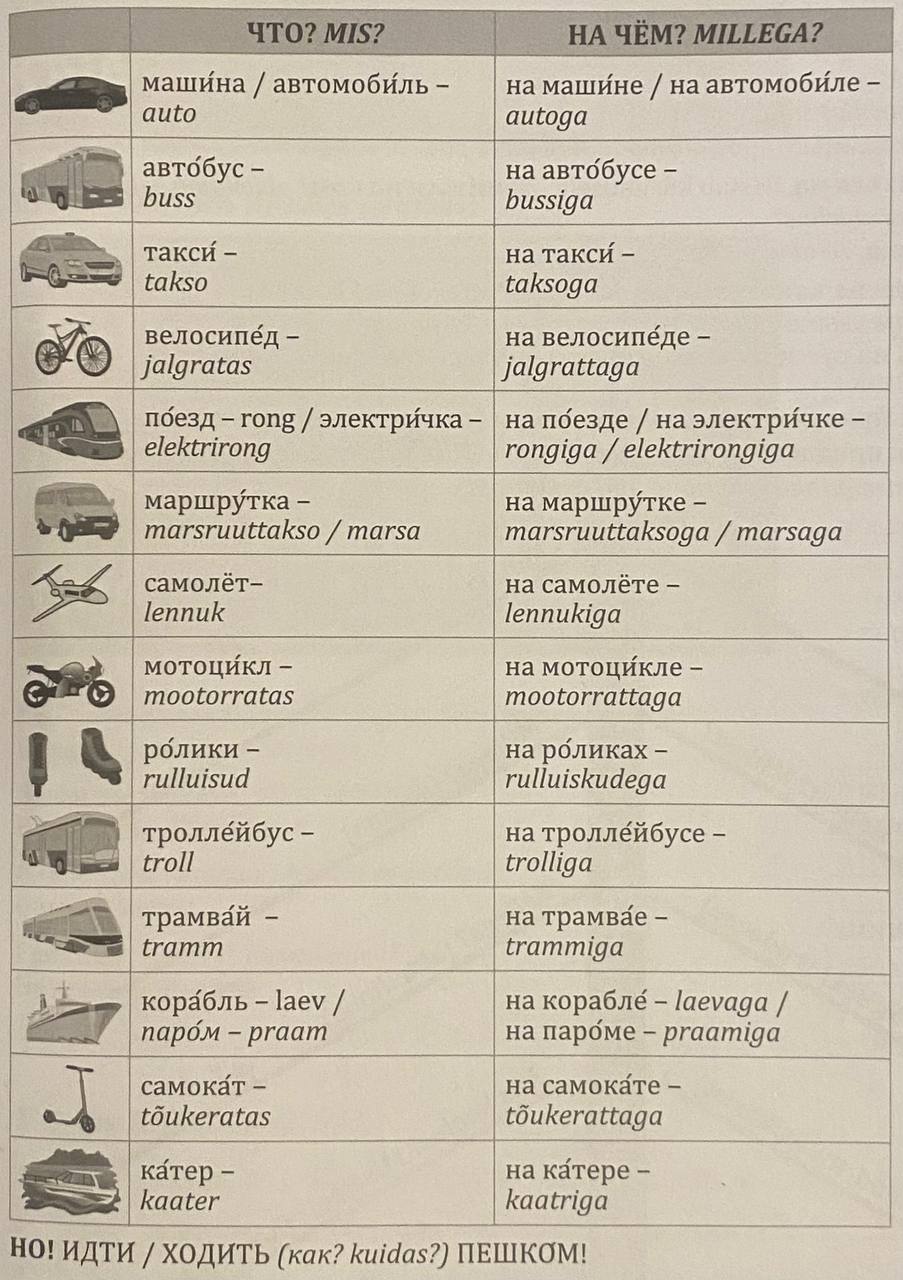 ЧТО? MIS?
НА ЧЁМ? MILLEGA?
маши́на / автомоби́ль –
auto
на маши́не / на автомоби́ле –
autoga
авто́бус –
buss
на авто́бусе –
bussiga
такси́ –
takso
на такси́ –
taksoga
велосипе́д –
jalgratas
на велосипе́де –
jalgrattaga
по́езд – rong / электри́чка –
elektrirong
на по́езде / на электри́чке –
rongiga / elektrirongiga
маршру́тка –
marsruuttakso / marsa
на маршру́тке –
marsruuttaksoga / marsaga
самолёт–
lennuk
на самолёте –
lennukiga
мотоци́кл –
mootorratas
на мотоци́кле –
mootorrattaga
ро́лики –
rulluisud
на ро́ликах –
rulluiskudega
тролле́йбус –
troll
на тролле́йбусе –
trolliga
трамва́й –
tramm
на трамва́е –
trammiga
кора́бль – laev /
паро́м – praam
на корабле́ – laevaga /
на паро́ме – praamiga
самока́т –
tõukeratas
на самока́те –
tõukerattaga
ка́тер –
kaater
на ка́тере –
kaatriga
НО! ИДТИ́ / ХОДИ́ТЬ (как? kuidas?) ПЕШКО́М!